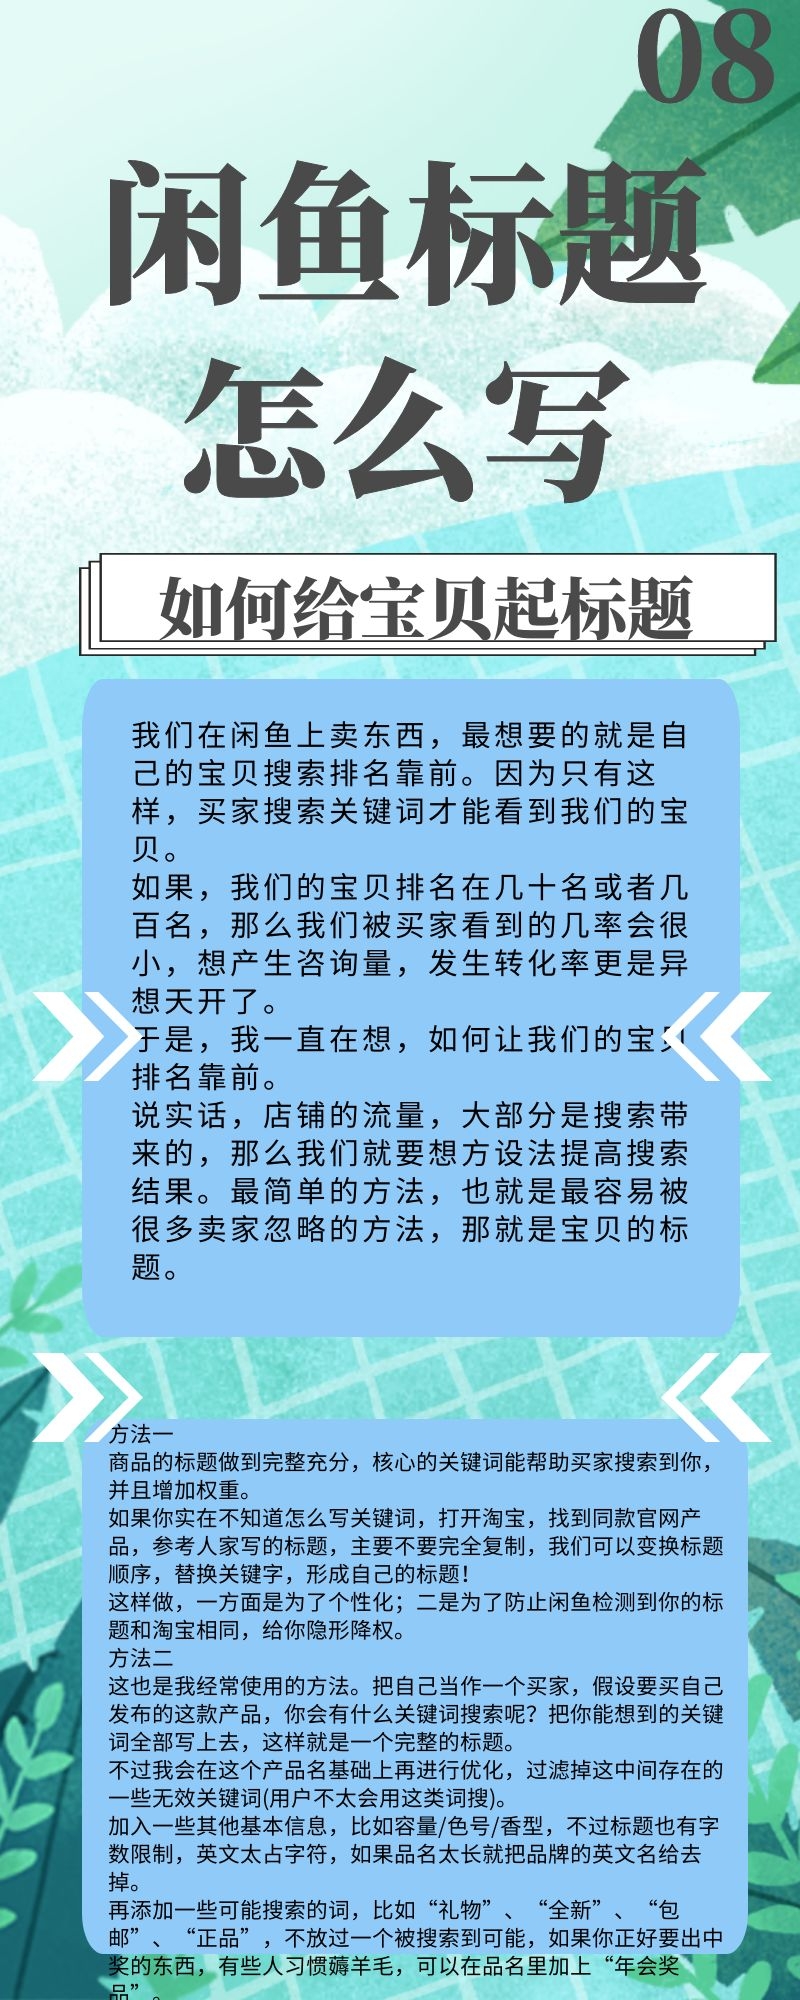 08
闲鱼标题
怎么写
如何给宝贝起标题
我们在闲鱼上卖东西，最想要的就是自
己的宝贝搜索排名靠前。因为只有这
样，买家搜索关键词才能看到我们的宝
贝。
如果，我们的宝贝排名在几十名或者几
百名，那么我们被买家看到的几率会很
小，想产生咨询量，发生转化率更是异
想天开了。
于是，我一直在想，如何让我们的宝贝
排名靠前。
说实话，店铺的流量，大部分是搜索带
来的，那么我们就要想方设法提高搜索
结果。最简单的方法，也就是最容易被
很多卖家忽略的方法，那就是宝贝的标
题。
方法一
商品的标题做到完整充分，核心的关键词能帮助买家搜索到你，
并且增加权重。
如果你实在不知道怎么写关键词，打开淘宝，找到同款官网产
品，参考人家写的标题，主要不要完全复制，我们可以变换标题
顺序，替换关键字，形成自己的标题！
这样做，一方面是为了个性化；二是为了防止闲鱼检测到你的标
题和淘宝相同，给你隐形降权。
方法二
这也是我经常使用的方法。把自己当作一个买家，假设要买自己
发布的这款产品，你会有什么关键词搜索呢？把你能想到的关键
词全部写上去，这样就是一个完整的标题。
不过我会在这个产品名基础上再进行优化，过滤掉这中间存在的
一些无效关键词(用户不太会用这类词搜)。
加入一些其他基本信息，比如容量/色号/香型，不过标题也有字
数限制，英文太占字符，如果品名太长就把品牌的英文名给去
掉。
再添加一些可能搜索的词，比如“礼物”、“全新”、“包
邮”、“正品”，不放过一个被搜索到可能，如果你正好要出中
奖的东西，有些人习惯薅羊毛，可以在品名里加上“年会奖
品”。